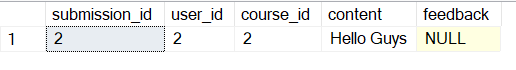 submission_id user_id course_id content feedback
1 2 2 2 Hello Guys NULL